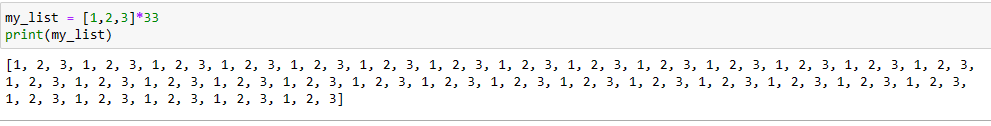 my_list = [1,2,3]*33
print(my_list)
[1, 2, 3, 1, 2, 3, 1, 2, 3, 1, 2, 3, 1, 2, 3, 1, 2, 3, 1, 2, 3, 1, 2, 3, 1, 2, 3, 1, 2, 3, 1, 2, 3, 1, 2, 3, 1, 2, 3, 1, 2, 3,
1, 2, 3, 1, 2, 3, 1, 2, 3, 1, 2, 3, 1, 2, 3, 1, 2, 3, 1, 2, 3, 1, 2, 3, 1, 2, 3, 1, 2, 3, 1, 2, 3, 1, 2, 3, 1, 2, 3, 1, 2, 3,
1, 2, 3, 1, 2, 3, 1, 2, 3, 1, 2, 3, 1, 2, 3]